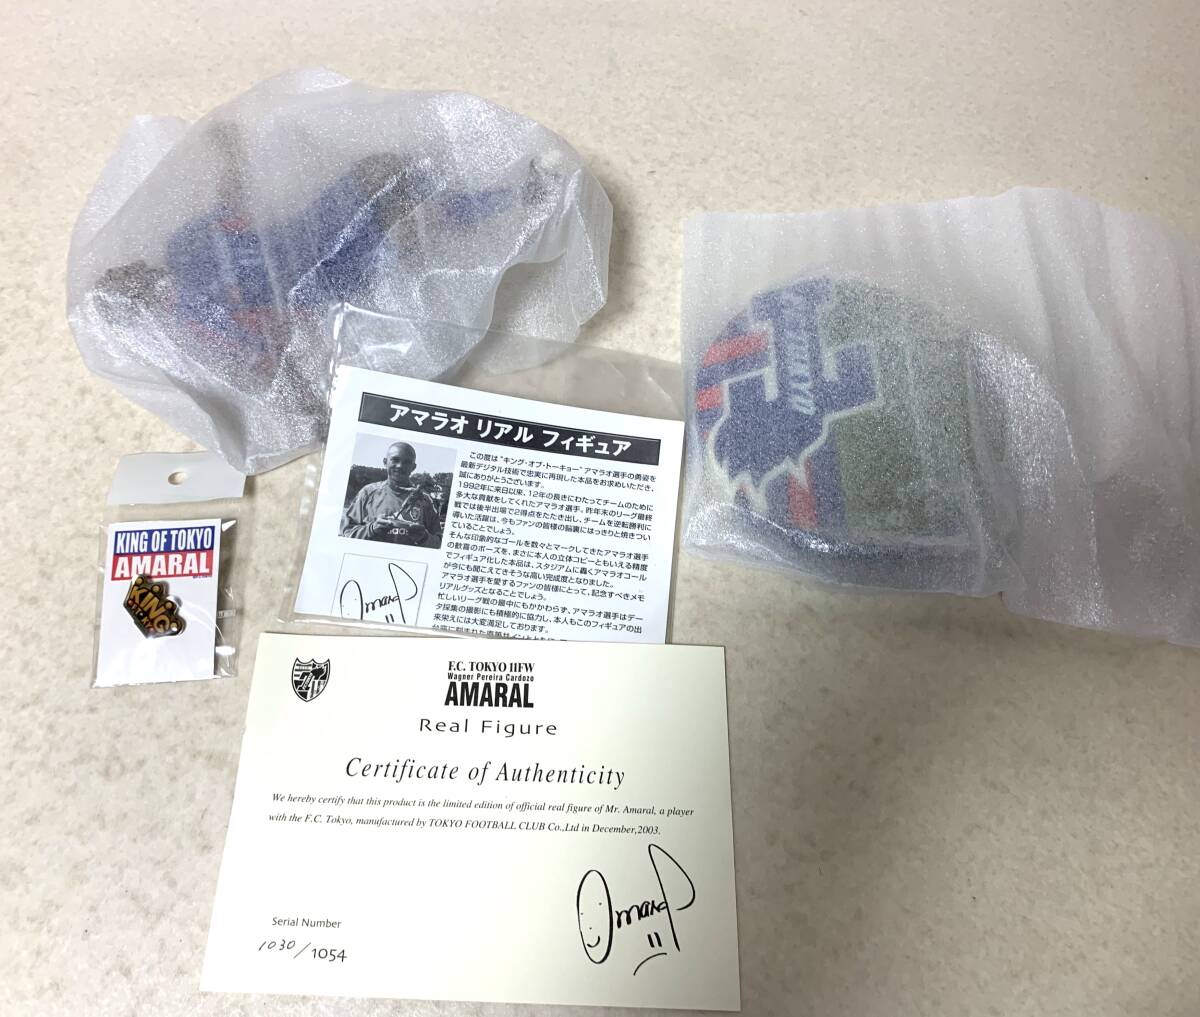 アマラオ リアル フィギュア
この度は"キング・オブ・トーキョー"アマラオ選手の勇姿を
最新デジタル技術で忠実に再現した本品をお求めいただき、
誠にありがとうございます。
1992年に来日以来、12年の長きにわたってチームのために
多大な貢献をしてくれたアマラオ選手。昨年末のリーグ最終
戦では後半出場で2得点をたたき出し、チームを逆転勝利に
導いた活躍は、今もファンの皆様の脳裏にはっきりと焼きつい
ていることでしょう。
そんな印象的なゴールを数々とマークしてきたアマラオ選手
の歓喜のポーズを、まさに本人の立体コピーともいえる精度
でフィギュア化した本品は、スタジアムに轟くアマラオコール
が今にも聞こえてきそうな高い完成度となりました。
アマラオ選手を愛するファンの皆様にとって、記念すべきメモ
リアルグッズとなることでしょう。
忙しいリーグ戦の最中にもかかわらず、アマラオ選手はデー
タ採集の撮影にも積極的に協力し、本人もこのフィギュアの出
来栄えには大変満足しております。
Amaral
11
KING OF TOKYO
AMARAL
KING
F.C. TOKYO 11FW
Wagner Pereira Cardozo
AMARAL
Real Figure
Certificate of Authenticity
We hereby certify that this product is the limited edition of official real figure of Mr. Amaral, a player
with the F.C. Tokyo, manufactured by TOKYO FOOTBALL CLUB Co.,Ltd in December,2003.
Amaral
11
Serial Number
1030/1054